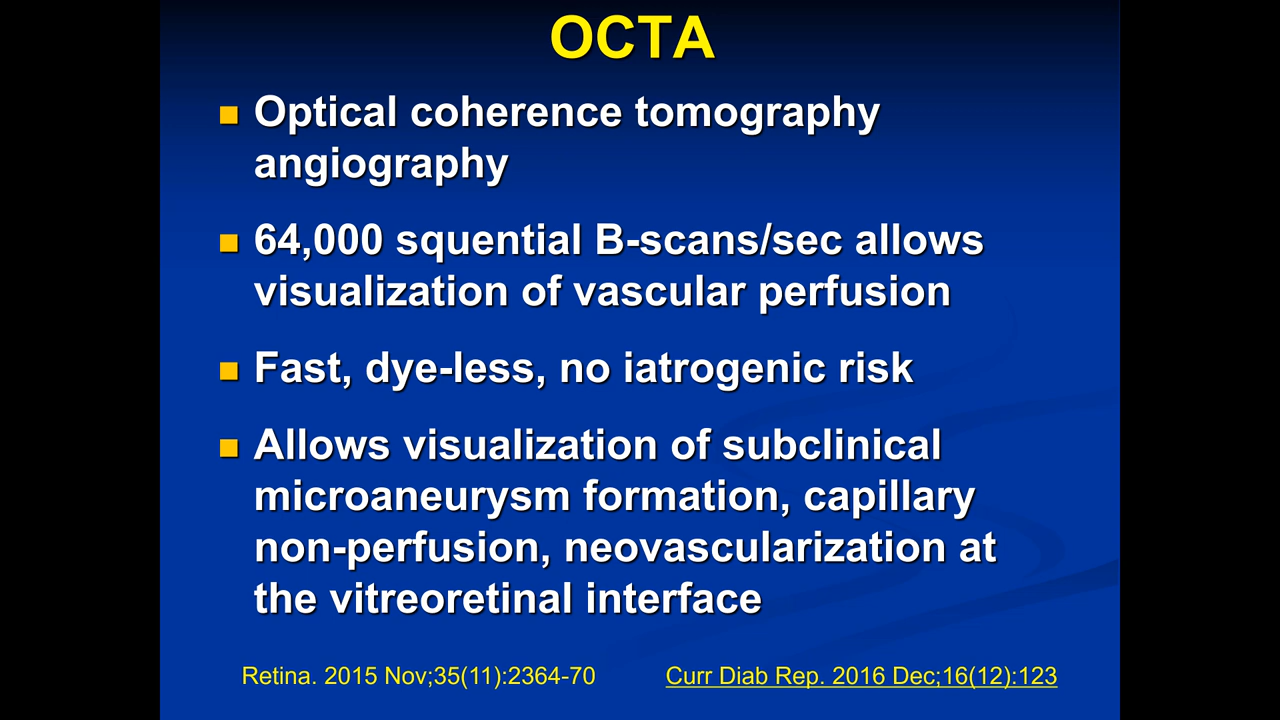 OCTA
Optical coherence tomography
angiography
64,000 squential B-scans/sec allows
visualization of vascular perfusion
Fast, dye-less, no iatrogenic risk
Allows visualization of subclinical
microaneurysm formation, capillary
non-perfusion, neovascularization at
the vitreoretinal interface
Retina. 2015 Nov;35(11):2364-70 Curr Diab Rep. 2016 Dec;16(12):123